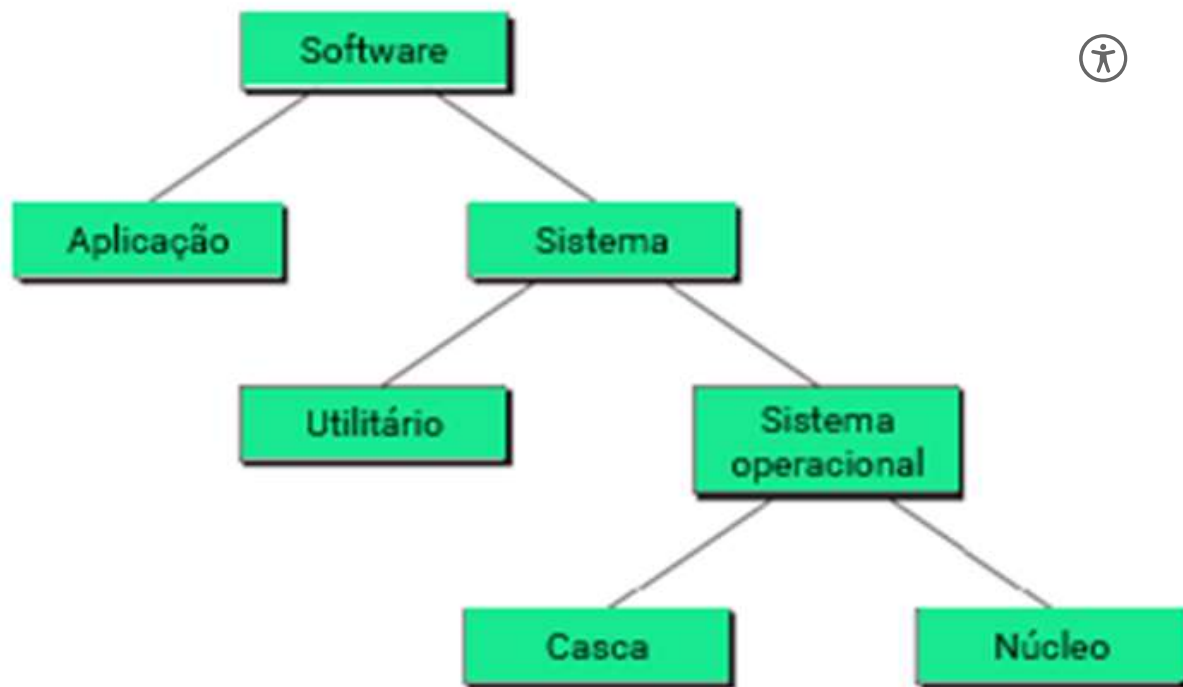 Software
Aplicação
Sistema
Utilitário
Sistema
operacional
Casca
Núcleo